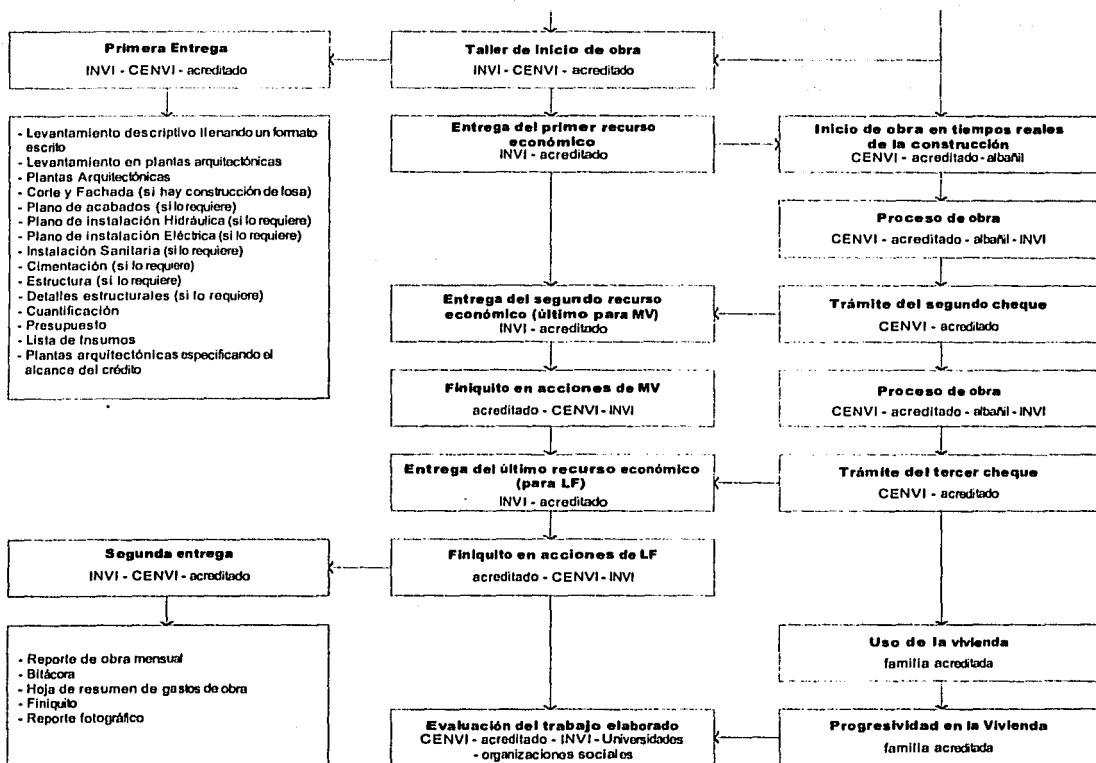 Primera Entrega
INVI - CENVI - acreditado
- Levantamiento descriptivo llenando un formato
escrito
- Levantamiento en plantas arquitectónicas
- Plantas Arquitectónicas
- Corte y Fachada (si hay construcción de losa)
- Plano de acabados (si lo requiere)
- Plano de instalación Hidráulica (si lo requiere)
- Plano de instalación Eléctrica (si lo requiere)
- Instalación Sanitaria (si lo requiere)
- Cimentación (si lo requiere)
- Estructura (si lo requiere)
- Detalles estructurales (si lo requiere)
- Cuantificación
- Presupuesto
- Lista de Insumos
- Plantas arquitectónicas especificando el
alcance del crédito
Segunda entrega
INVI - CENVI - acreditado
- Reporte de obra mensual
- Bitácora
- Hoja de resumen de gastos de obra
- Finiquito
- Reporte fotográfico
Taller de inicio de obra
INVI - CENVI - acreditado
Entrega del primer recurso
económico
INVI - acreditado
Entrega del segundo recurso
económico (último para MV)
INVI - acreditado
Finiquito en acciones de MV
acreditado - CENVI - INVI
Entrega del último recurso económico
(para LF)
INVI - acreditado
Finiquito en acciones de LF
acreditado - CENVI - INVI
Evaluación del trabajo elaborado
CENVI - acreditado - INVI - Universidades
- organizaciones sociales
Inicio de obra en tiempos reales
de la construcción
CENVI - acreditado - albañil
Proceso de obra
CENVI - acreditado - albañil - INVI
Trámite del segundo cheque
CENVI - acreditado
Proceso de obra
CENVI - acreditado - albañil - INVI
Trámite del tercer cheque
CENVI - acreditado
Uso de la vivienda
familia acreditada
Progresividad en la Vivienda
familia acreditada